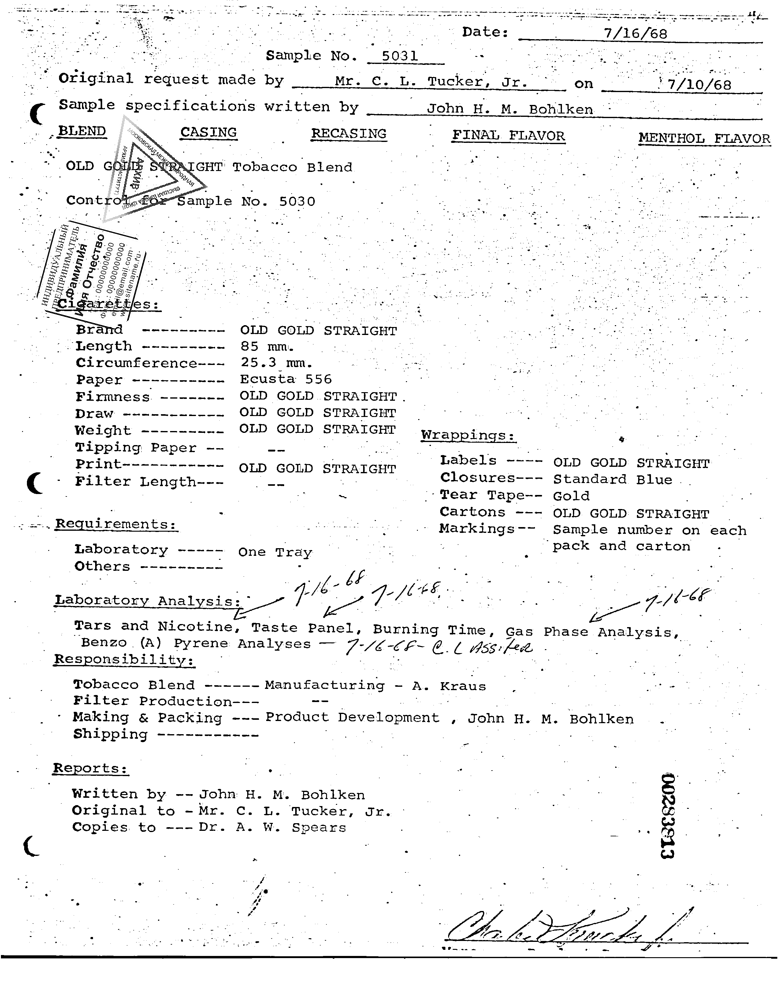 Date: 7/16/68
Sample No. 5031
Original request made by Mr. C. L. Tucker, Jr. on 7/10/68
Sample specifications written by John H. M. Bohlken
BLEND CASING RECASING FINAL FLAVOR MENTHOL FLAVOR
OLD GOLD STRAIGHT Tobacco Blend
АРХИВ
Control for Sample No. 5030
ИНДИВИДУАЛЬНЫЙ
ПРЕДПРИНИМАТЕЛЬ
Фамилия
Имя Отчество
Cigarettes:
Brand --------- OLD GOLD STRAIGHT
Length -------- 85 mm.
Circumference--- 25.3 mm.
Paper ---------- Ecusta 556
Firmness ------- OLD GOLD STRAIGHT
Draw ----------- OLD GOLD STRAIGHT
Weight --------- OLD GOLD STRAIGHT
Tipping Paper -- --
Print----------- OLD GOLD STRAIGHT
Filter Length--- --
Wrappings:
Labels ---- OLD GOLD STRAIGHT
Closures--- Standard Blue
Tear Tape-- Gold
Cartons --- OLD GOLD STRAIGHT
Markings-- Sample number on each
pack and carton
Requirements:
Laboratory ----- One Tray
Others ---------
Laboratory Analysis: 7-16-68 7-16-68 7-16-68
Tars and Nicotine, Taste Panel, Burning Time, Gas Phase Analysis,
Benzo (A) Pyrene Analyses — 7-16-68- C. L
Responsibility:
Tobacco Blend ------ Manufacturing - A. Kraus
Filter Production--- --
Making & Packing --- Product Development , John H. M. Bohlken
Shipping -----------
Reports:
Written by -- John H. M. Bohlken
Original to - Mr. C. L. Tucker, Jr.
Copies to --- Dr. A. W. Spears
00283813